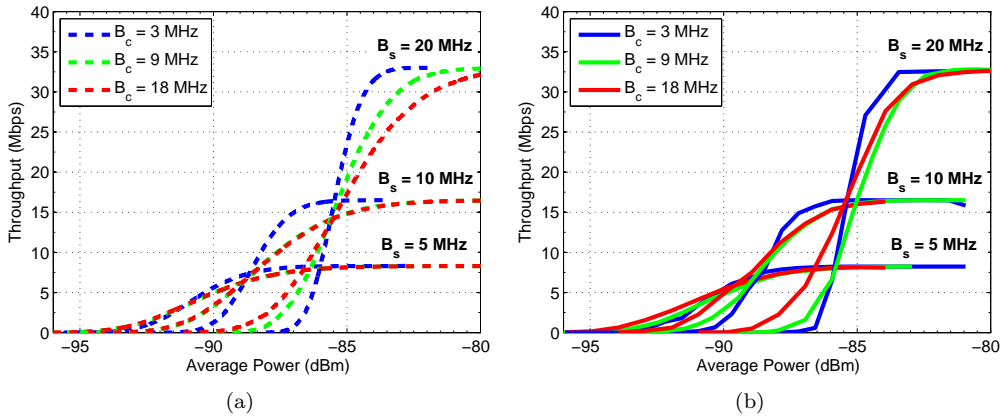 40
35
30
25
20
15
10
5
0
Throughput (Mbps)
B_c = 3 MHz
B_c = 9 MHz
B_c = 18 MHz
B_s = 20 MHz
B_s = 10 MHz
B_s = 5 MHz
−95
−90
−85
−80
Average Power (dBm)
(a)
40
35
30
25
20
15
10
5
0
Throughput (Mbps)
B_c = 3 MHz
B_c = 9 MHz
B_c = 18 MHz
B_s = 20 MHz
B_s = 10 MHz
B_s = 5 MHz
−95
−90
−85
−80
Average Power (dBm)
(b)